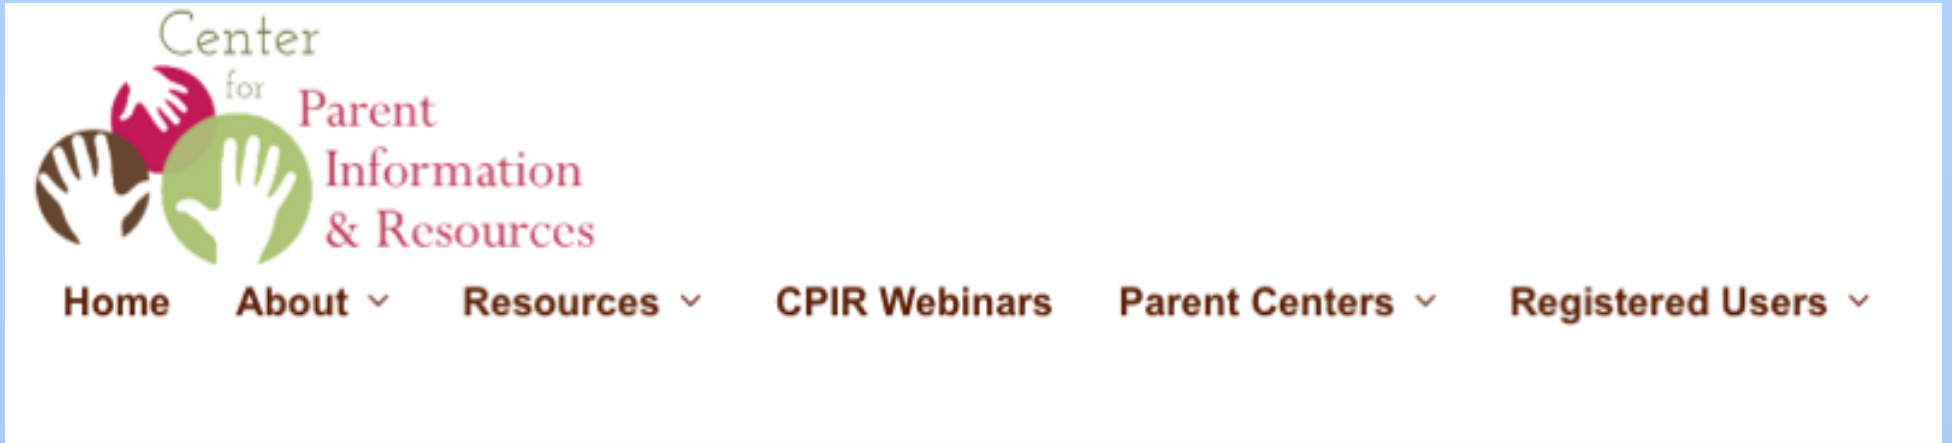 Center
for
Parent
Information
& Resources
Home About Resources CPIR Webinars Parent Centers Registered Users